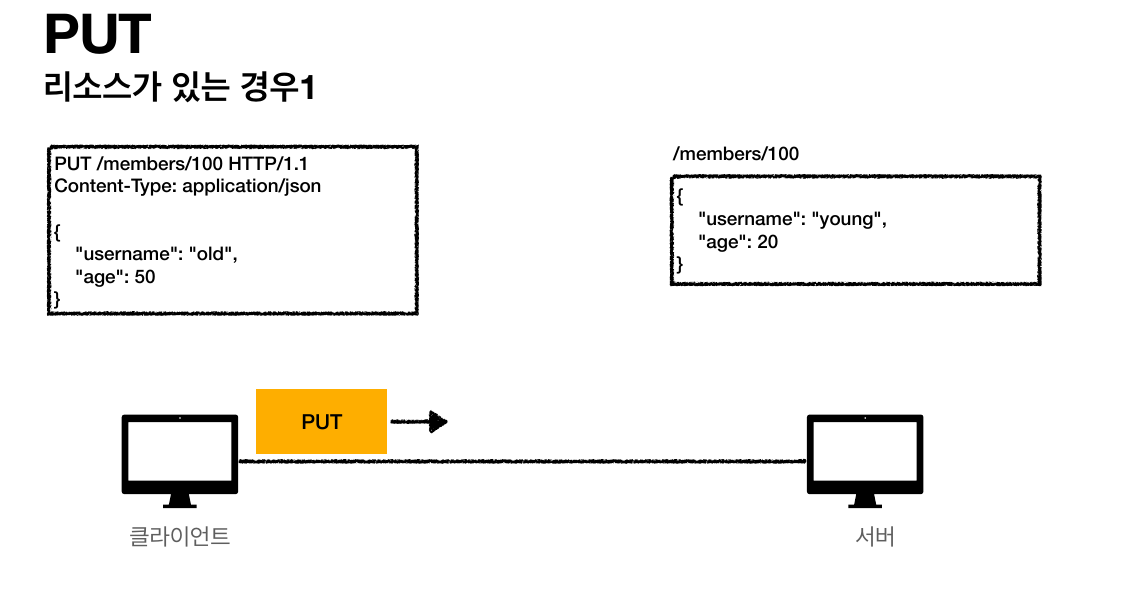 PUT
리소스가 있는 경우1
PUT /members/100 HTTP/1.1
Content-Type: application/json
{
"username": "old",
"age": 50
}
/members/100
{
"username": "young",
"age": 20
}
PUT
클라이언트
서버